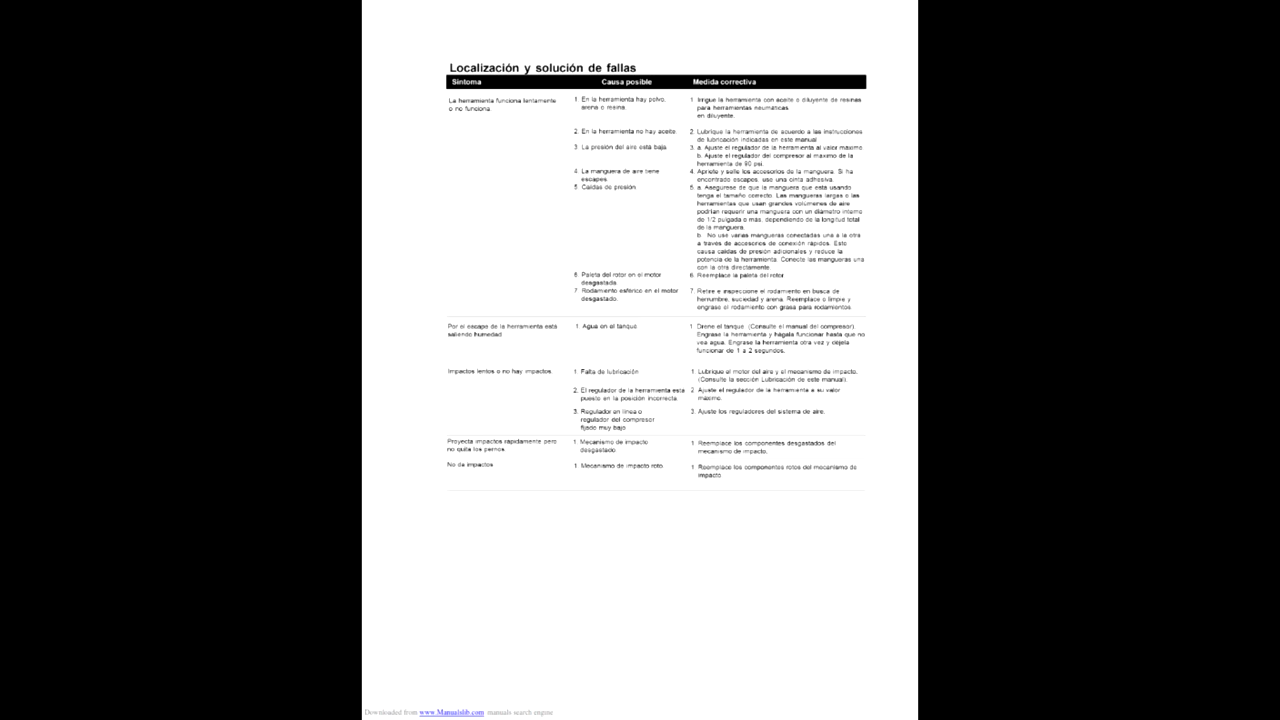 Localización y solución de fallas
Síntoma Causa posible Medida correctiva
La herramienta funciona lentamente
o no funciona.
1. En la herramienta hay polvo,
arena o resina.
1. Irrigue la herramienta con aceite o diluyente de resinas
para herramientas neumáticas
en diluyente.
2. En la herramienta no hay aceite
2. Lubrique la herramienta de acuerdo a las instrucciones
de lubricación indicadas en este manual
3. La presión del aire está baja
3. a. Ajuste el regulador de la herramienta al valor máximo
b. Ajuste el regulador del compresor al máximo de la
herramienta de 90 psi.
4. La manguera de aire tiene
escapes
4. Apriete y selle los accesorios de la manguera. Si ha
encontrado escapes, use una cinta adhesiva.
5. Caídas de presión
5. a. Asegúrese de que la manguera que está usando
tenga el tamaño correcto. Las mangueras largas o las
herramientas que usan grandes volúmenes de aire
podrían requerir una manguera con un diámetro interno
de 1/2 pulgada o más, dependiendo de la longitud total
de la manguera.
b. No use varias mangueras conectadas una a la otra
a través de accesorios de conexión rápidos. Esto
causa caídas de presión adicionales y reduce la
potencia de la herramienta. Conecte las mangueras una
con la otra directamente.
6. Paleta del rotor en el motor
desgastada.
6. Reemplace la paleta del rotor
7. Rodamiento esférico en el motor
desgastado.
7. Retire e inspeccione el rodamiento en busca de
herrumbre, suciedad y arena. Reemplace o limpie y
engrase el rodamiento con grasa para rodamientos
Por el escape de la herramienta está
saliendo humedad.
1. Agua en el tanque
1. Drene el tanque. (Consulte el manual del compresor).
Engrase la herramienta y hágala funcionar hasta que no
vea agua. Engrase la herramienta otra vez y déjela
funcionar de 1 a 2 segundos.
Impactos lentos o no hay impactos
1. Falta de lubricación
1. Lubrique el motor del aire y el mecanismo de impacto.
(Consulte la sección Lubricación de este manual).
2. El regulador de la herramienta está
puesto en la posición incorrecta
2. Ajuste el regulador de la herramienta a su valor
máximo.
3. Regulador en línea o
regulador del compresor
fijado muy bajo
3. Ajuste los reguladores del sistema de aire.
Proyecta impactos rápidamente pero
no quita los pernos.
1. Mecanismo de impacto
desgastado
1. Reemplace los componentes desgastados del
mecanismo de impacto.
No da impactos
1. Mecanismo de impacto roto.
1. Reemplace los componentes rotos del mecanismo de
impacto
Downloaded from www.Manualslib.com manuals search engine